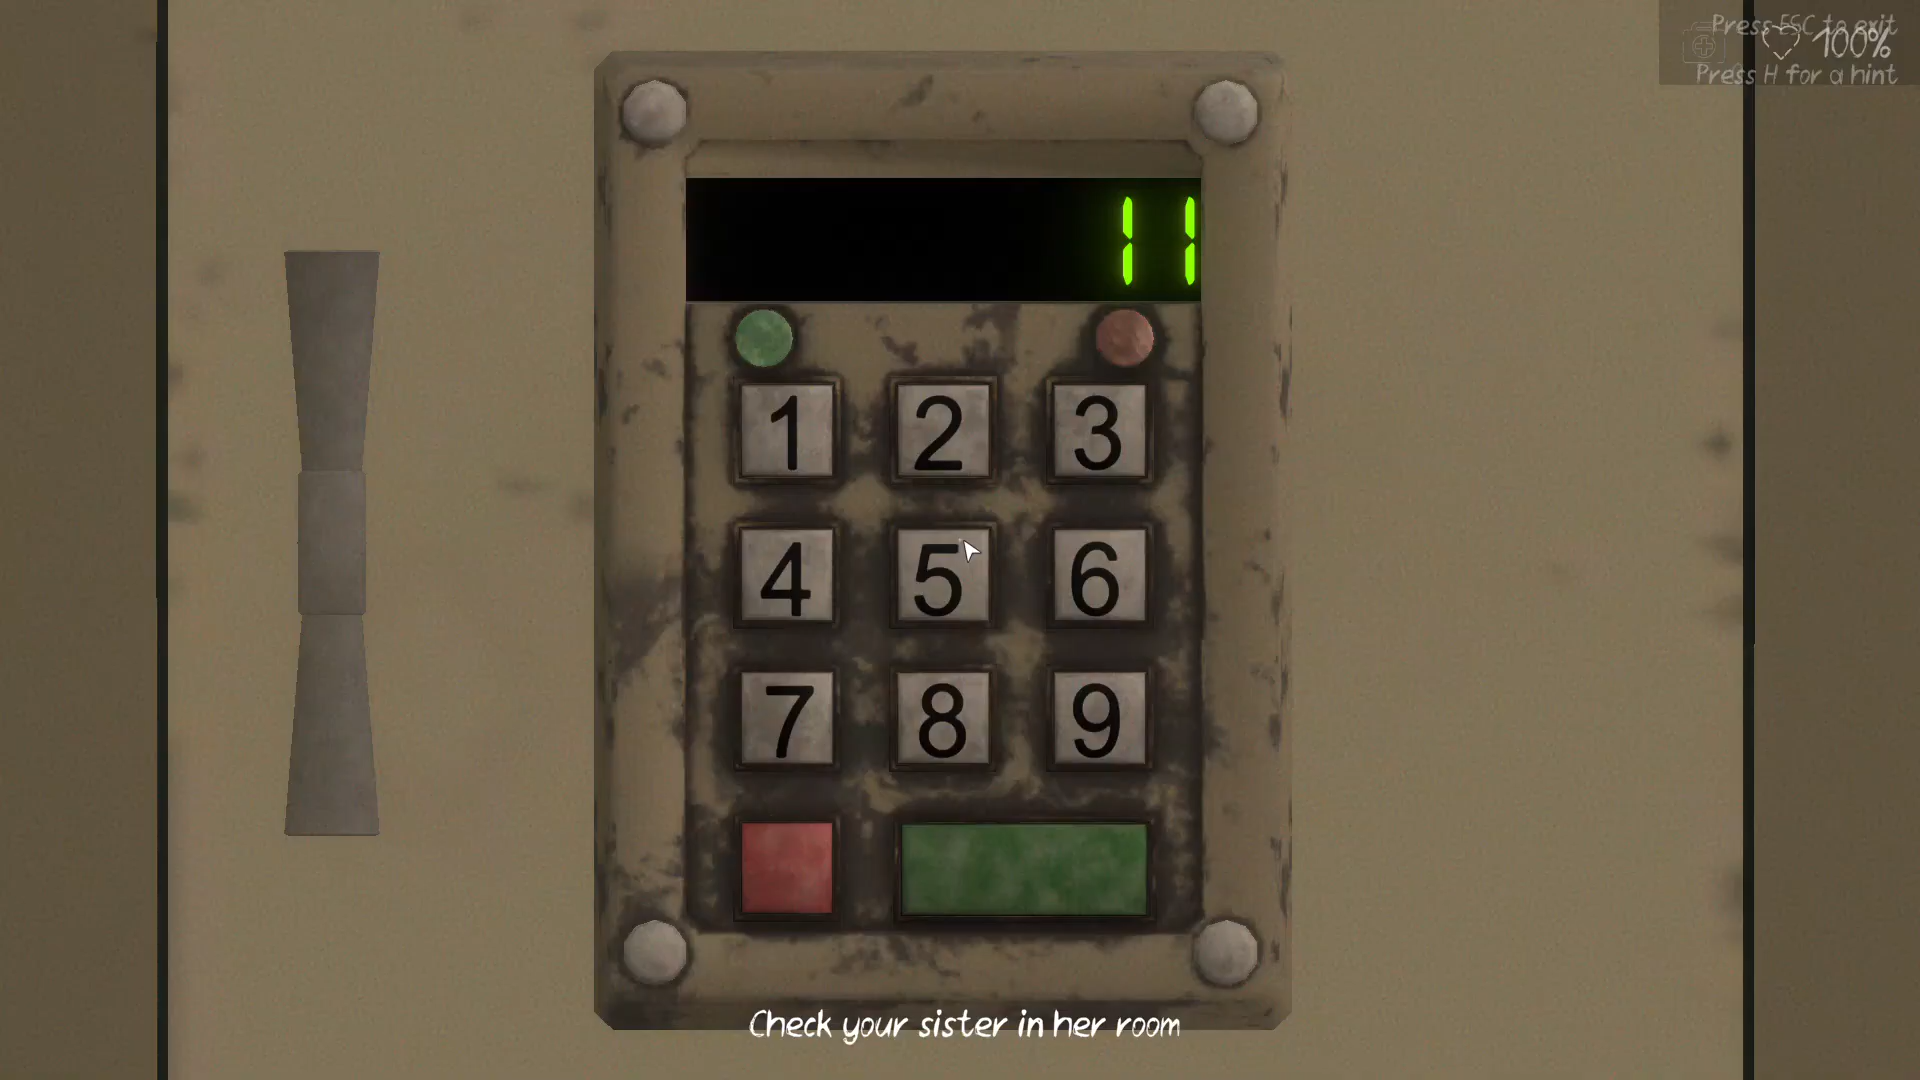 Press ESC to exit
100%
Press H for a hint
11
1 2 3
4 5 6
7 8 9
Check your sister in her room